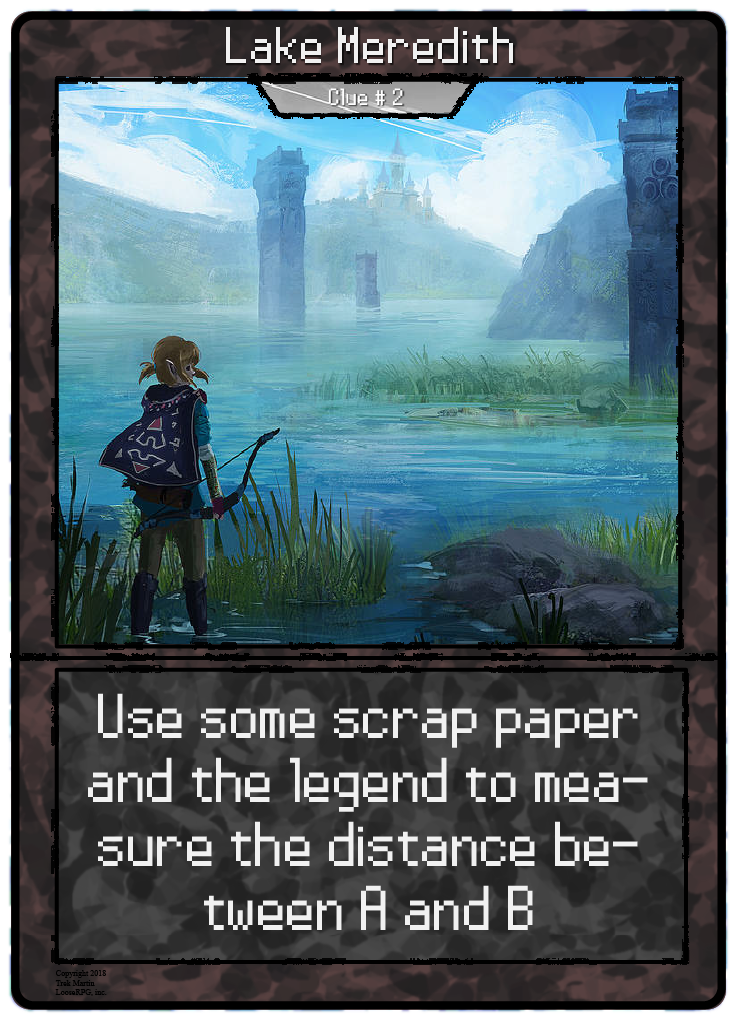 Lake Meredith
Clue # 2
Use some scrap paper
and the legend to mea-
sure the distance be-
tween A and B
Copyright 2018
Trek Martin
LoomRPG, inc.